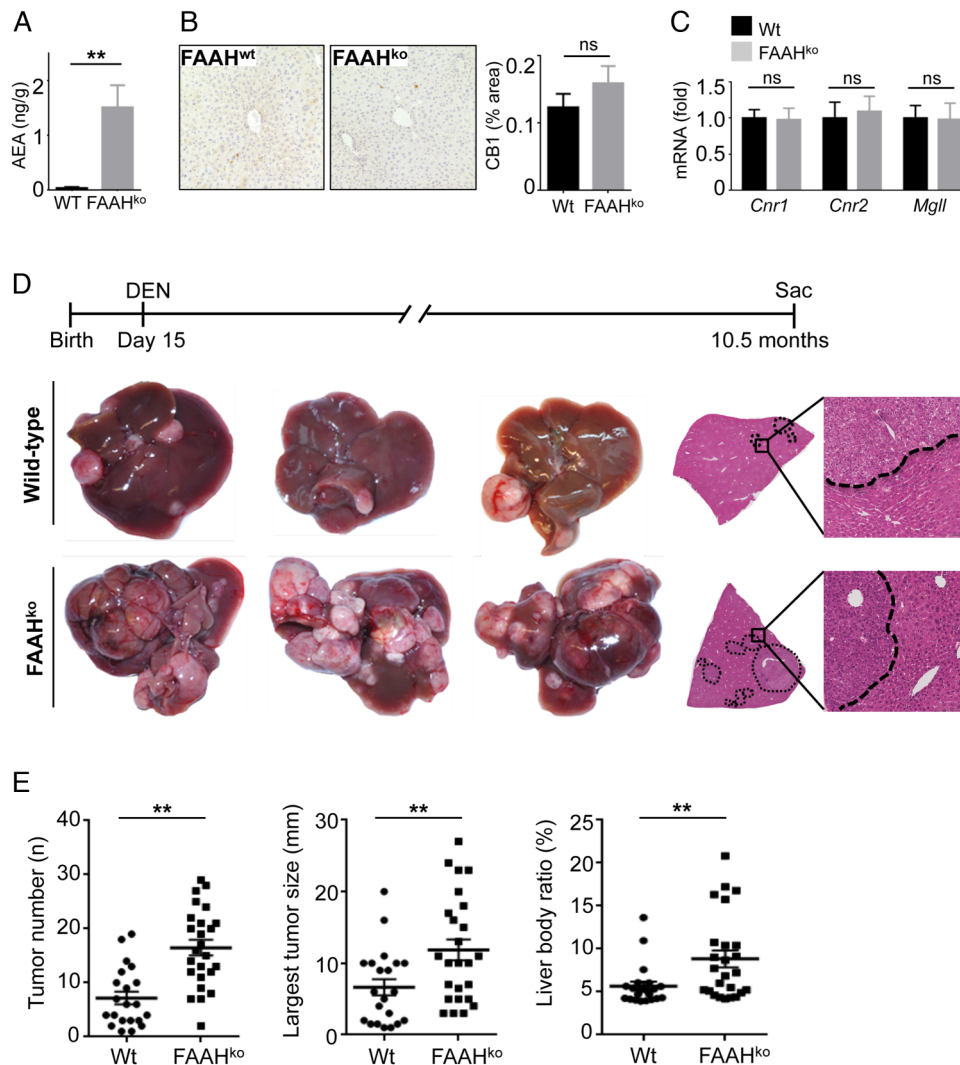 A
**
AEA (ng/g)
2
1
0
WT FAAHko
B
FAAHwt
FAAHko
ns
CB1 (% area)
0.2
0.1
0
Wt FAAHko
C
Wt
FAAHko
ns ns ns
mRNA (fold)
1.5
1.0
0.5
0
Cnr1 Cnr2 Mgll
D
DEN
Sac
Birth Day 15
10.5 months
Wild-type
FAAHko
E
**
Tumor number (n)
40
30
20
10
0
Wt FAAHko
**
Largest tumor size (mm)
30
20
10
0
Wt FAAHko
**
Liver body ratio (%)
25
20
15
10
5
0
Wt FAAHko